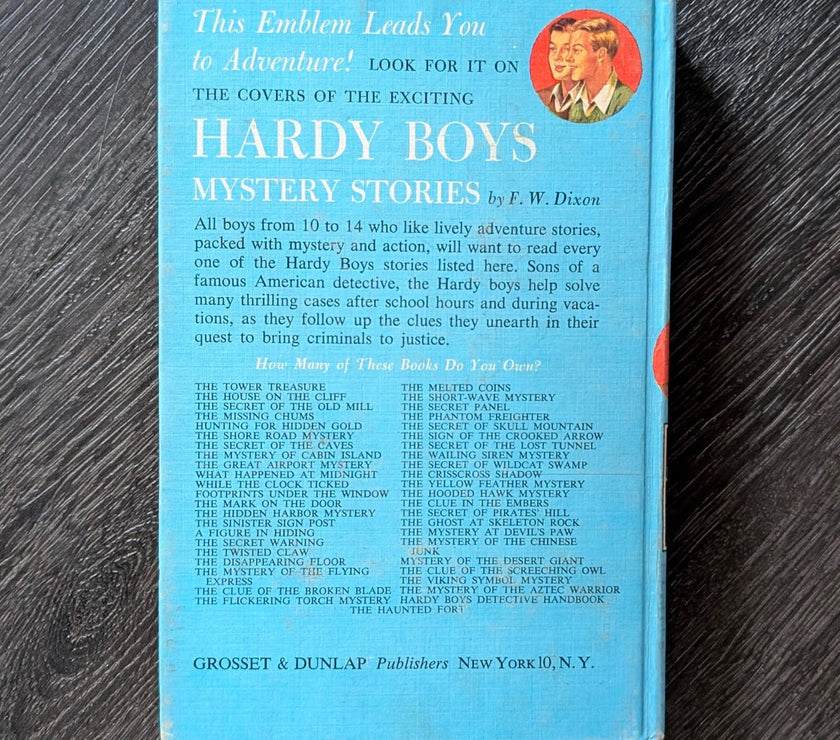 This Emblem Leads You
to Adventure! LOOK FOR IT ON
THE COVERS OF THE EXCITING
HARDY BOYS
MYSTERY STORIES by F. W. Dixon
All boys from 10 to 14 who like lively adventure stories,
packed with mystery and action, will want to read every
one of the Hardy Boys stories listed here. Sons of a
famous American detective, the Hardy boys help solve
many thrilling cases after school hours and during vaca-
tions, as they follow up the clues they unearth in their
quest to bring criminals to justice.
How Many of These Books Do You Own?
THE TOWER TREASURE
THE HOUSE ON THE CLIFF
THE SECRET OF THE OLD MILL
THE MISSING CHUMS
HUNTING FOR HIDDEN GOLD
THE SHORE ROAD MYSTERY
THE SECRET OF THE CAVES
THE MYSTERY OF CABIN ISLAND
THE GREAT AIRPORT MYSTERY
WHAT HAPPENED AT MIDNIGHT
WHILE THE CLOCK TICKED
FOOTPRINTS UNDER THE WINDOW
THE MARK ON THE DOOR
THE HIDDEN HARBOR MYSTERY
THE SINISTER SIGN POST
A FIGURE IN HIDING
THE SECRET WARNING
THE TWISTED CLAW
THE DISAPPEARING FLOOR
THE MYSTERY OF THE FLYING
EXPRESS
THE CLUE OF THE BROKEN BLADE
THE FLICKERING TORCH MYSTERY
THE MELTED COINS
THE SHORT-WAVE MYSTERY
THE SECRET PANEL
THE PHANTOM FREIGHTER
THE SECRET OF SKULL MOUNTAIN
THE SIGN OF THE CROOKED ARROW
THE SECRET OF THE LOST TUNNEL
THE WAILING SIREN MYSTERY
THE SECRET OF WILDCAT SWAMP
THE CRISSCROSS SHADOW
THE YELLOW FEATHER MYSTERY
THE HOODED HAWK MYSTERY
THE CLUE IN THE EMBERS
THE SECRET OF PIRATES' HILL
THE GHOST AT SKELETON ROCK
THE MYSTERY AT DEVIL'S PAW
THE MYSTERY OF THE CHINESE
JUNK
MYSTERY OF THE DESERT GIANT
THE CLUE OF THE SCREECHING OWL
THE VIKING SYMBOL MYSTERY
THE MYSTERY OF THE AZTEC WARRIOR
HARDY BOYS DETECTIVE HANDBOOK
THE HAUNTED FORT
GROSSET & DUNLAP Publishers NEW YORK 10, N. Y.